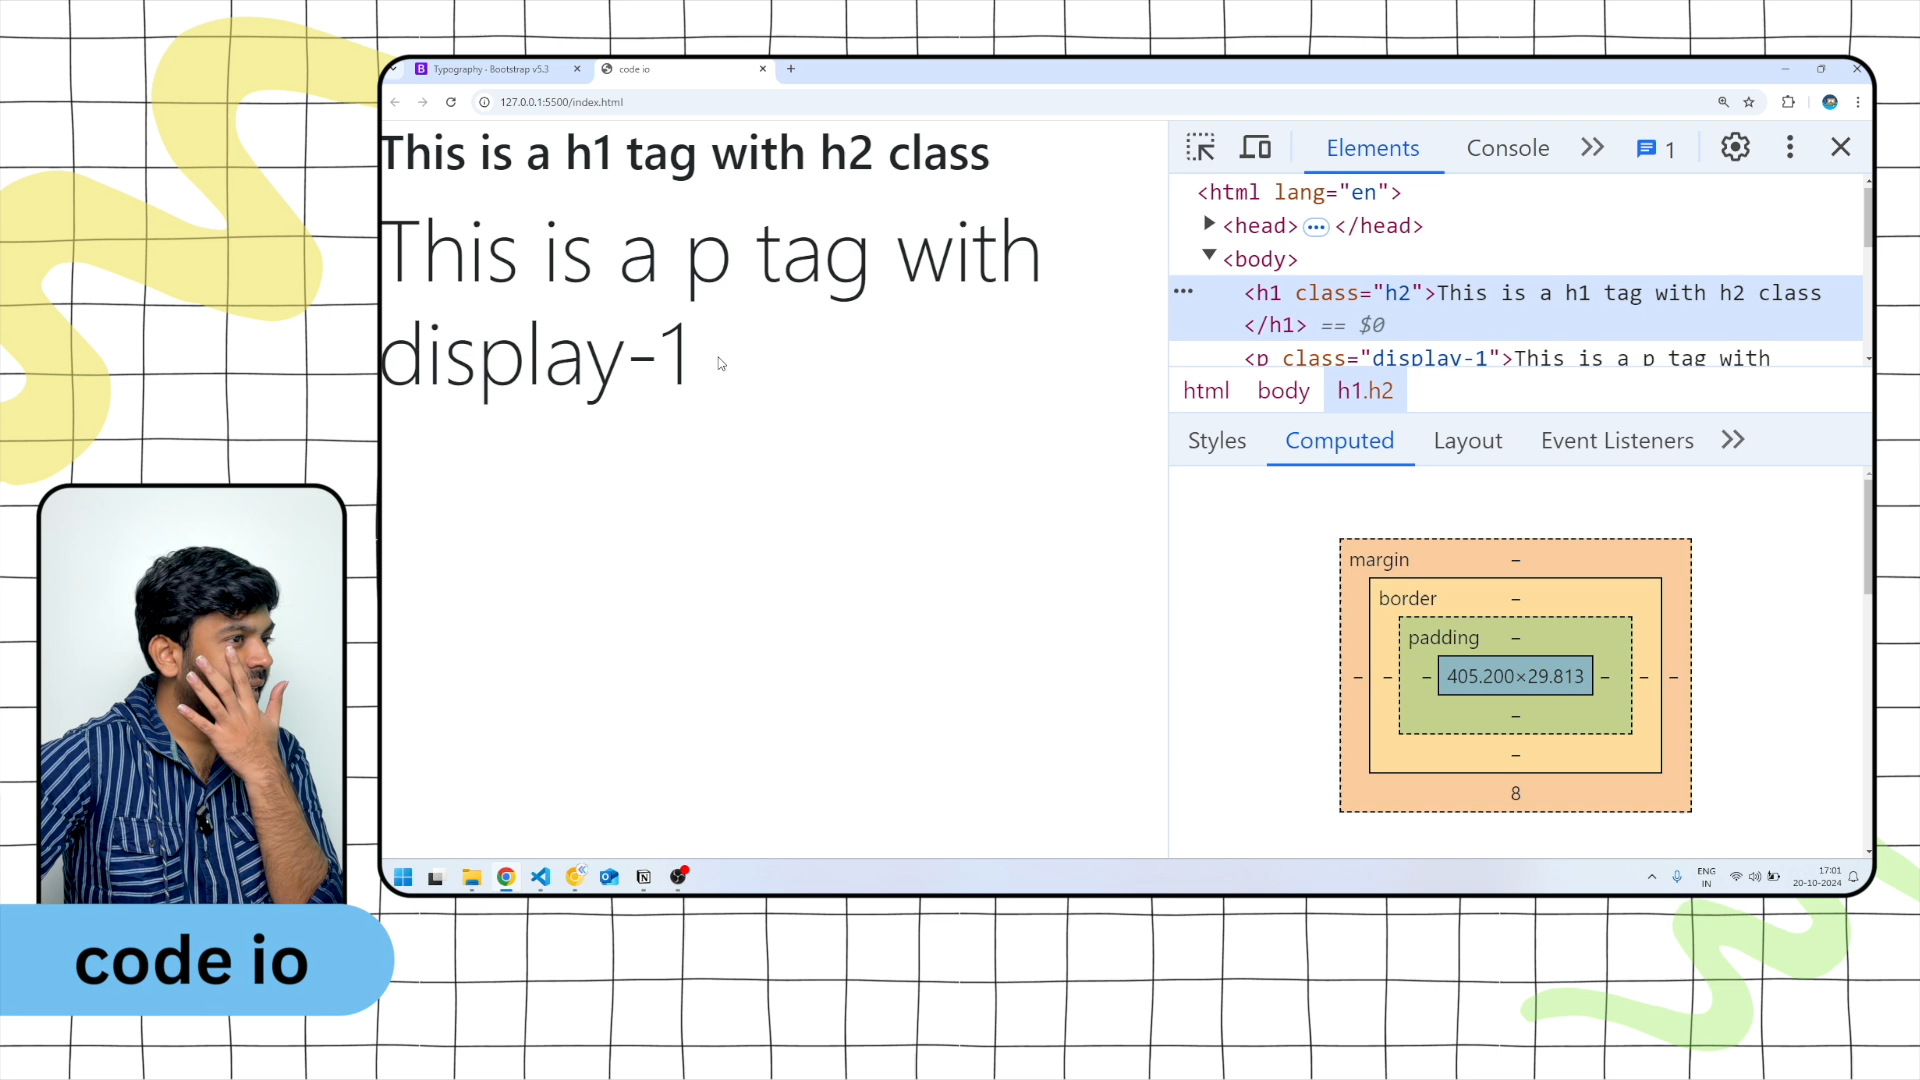 Typography · Bootstrap v5.3
code io
127.0.0.1:5500/index.html
This is a h1 tag with h2 class
This is a p tag with
display-1
Elements
Console
1
<html lang="en">
<head> ••• </head>
<body>
••• <h1 class="h2">This is a h1 tag with h2 class
</h1> == $0
<p class="display-1">This is a p tag with
html body h1.h2
Styles Computed Layout Event Listeners
margin –
border –
padding –
– – – 405.200×29.813 – – –
–
–
8
ENG
IN
17:01
20-10-2024
code io